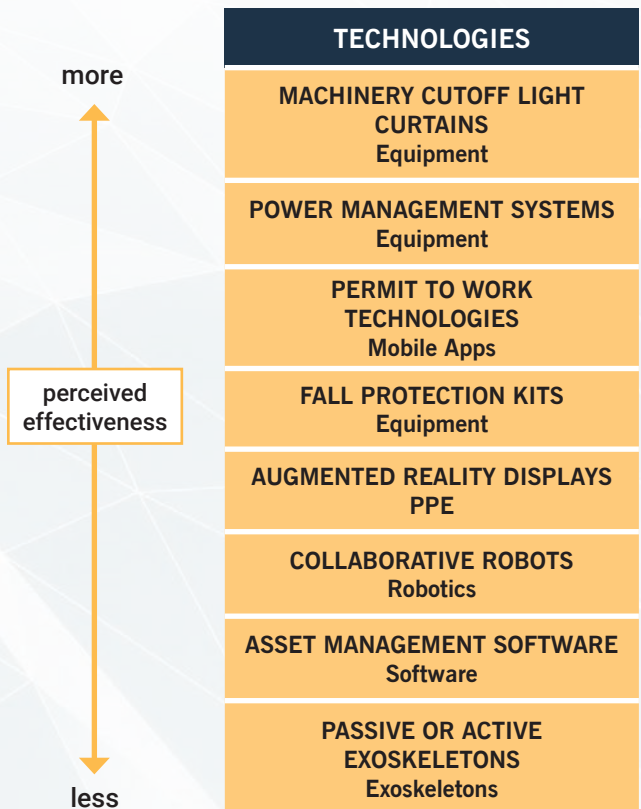 TECHNOLOGIES
more
MACHINERY CUTOFF LIGHT
CURTAINS
Equipment
POWER MANAGEMENT SYSTEMS
Equipment
PERMIT TO WORK
TECHNOLOGIES
Mobile Apps
perceived
effectiveness
FALL PROTECTION KITS
Equipment
AUGMENTED REALITY DISPLAYS
PPE
COLLABORATIVE ROBOTS
Robotics
ASSET MANAGEMENT SOFTWARE
Software
PASSIVE OR ACTIVE
EXOSKELETONS
Exoskeletons
less